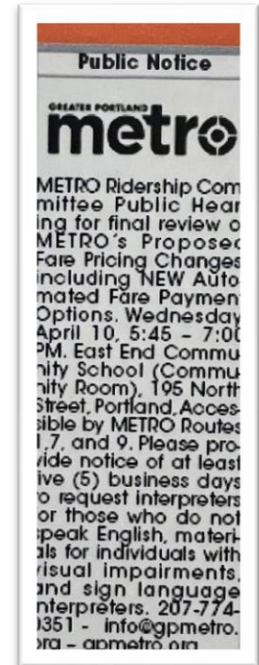 Public Notice
GREATER PORTLAND
metro
METRO Ridership Com
mittee Public Hear
ing for final review o
METRO's Proposed
Fare Pricing Changes
including NEW Auto
mated Fare Payment
Options. Wednesday
April 10, 5:45 - 7:00
PM. East End Commu
nity School (Commu
nity Room), 195 North
Street, Portland, Acces-
sible by METRO Routes
1,7, and 9. Please pro-
vide notice of at least
ive (5) business days
o request interpreters
or those who do not
speak English, materi-
als for individuals with
visual impairments,
and sign language
nterpreters. 207-774-
0351 - info@gpmetro.
org - gpmetro.org